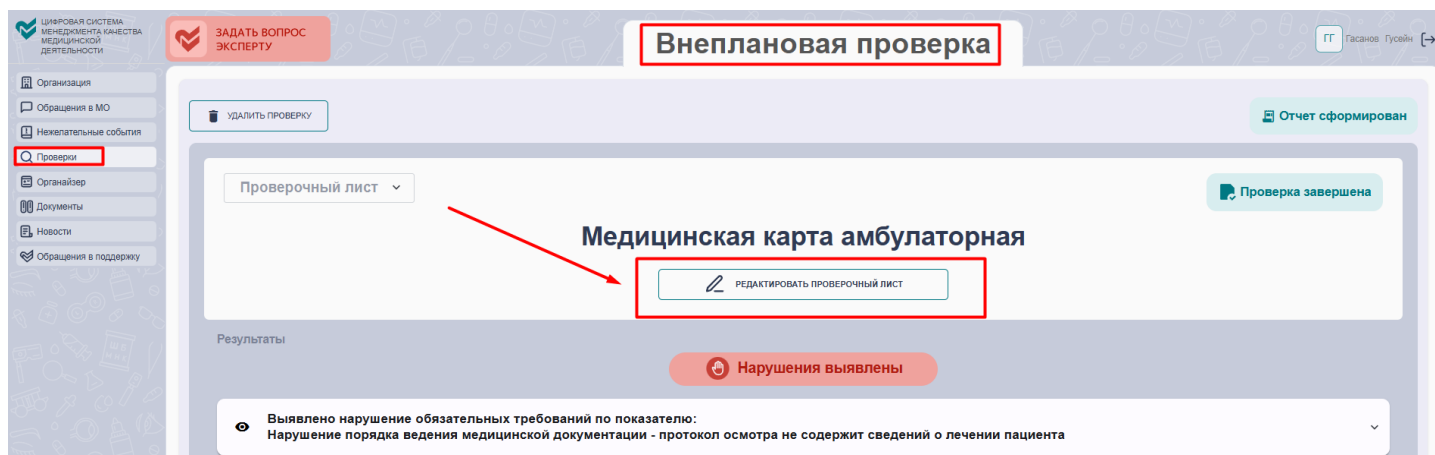 ЦИФРОВАЯ СИСТЕМА
МЕНЕДЖМЕНТА КАЧЕСТВА
МЕДИЦИНСКОЙ
ДЕЯТЕЛЬНОСТИ
ЗАДАТЬ ВОПРОС
ЭКСПЕРТУ
Внеплановая проверка
ГГ Гасанов Гусейн
Организация
Обращения в МО
Нежелательные события
Проверки
Органайзер
Документы
Новости
Обращения в поддержку
УДАЛИТЬ ПРОВЕРКУ
Отчет сформирован
Проверочный лист
Проверка завершена
Медицинская карта амбулаторная
РЕДАКТИРОВАТЬ ПРОВЕРОЧНЫЙ ЛИСТ
Результаты
Нарушения выявлены
Выявлено нарушение обязательных требований по показателю:
Нарушение порядка ведения медицинской документации - протокол осмотра не содержит сведений о лечении пациента